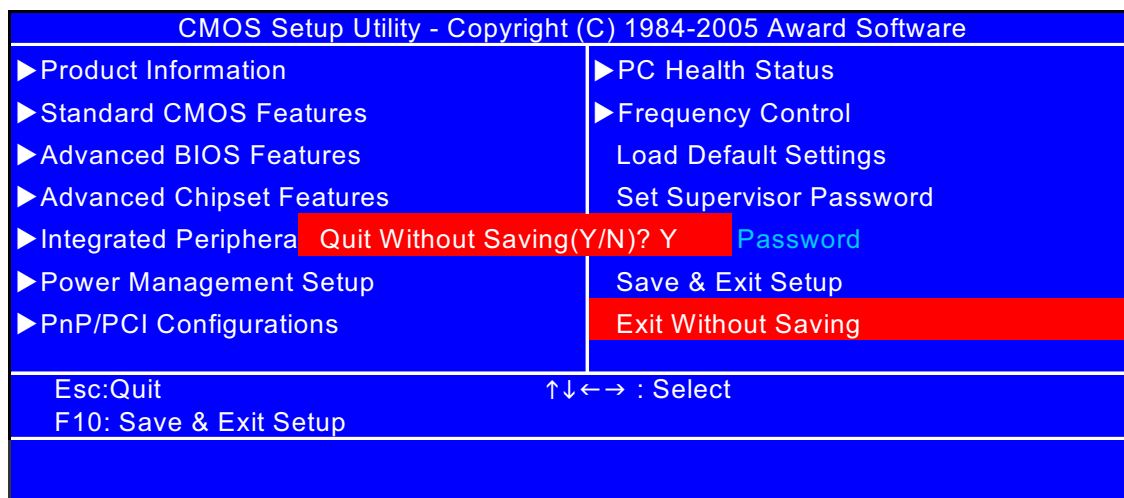 CMOS Setup Utility - Copyright (C) 1984-2005 Award Software
▶Product Information
▶Standard CMOS Features
▶Advanced BIOS Features
▶Advanced Chipset Features
▶Integrated Periphera
▶Power Management Setup
▶PnP/PCI Configurations
▶PC Health Status
▶Frequency Control
Load Default Settings
Set Supervisor Password
Password
Save & Exit Setup
Exit Without Saving
Quit Without Saving(Y/N)? Y
Esc:Quit ↑↓←→ : Select
F10: Save & Exit Setup